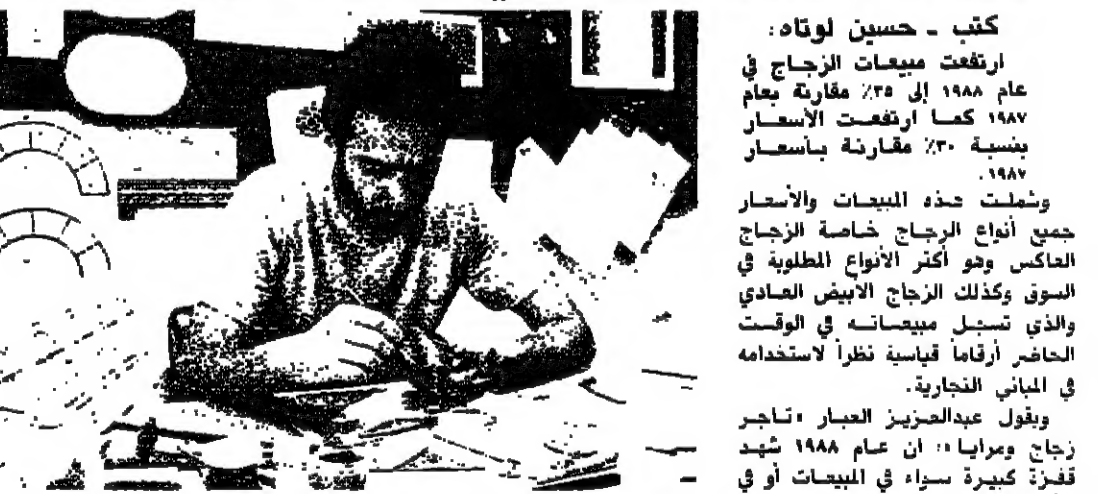 كتب ـ حسين لوتاه:
ارتفعت مبيعات الزجاج في
عام ١٩٨٨ إلى ٣٥٪ مقارنة بعام
١٩٨٧ كما ارتفعت الأسعار
بنسبة ٣٠٪ مقارنة بأسعار
١٩٨٧.
وشملت هذه المبيعات والأسعار
جميع أنواع الزجاج خاصة الزجاج
العاكس وهو أكثر الأنواع المطلوبة في
السوق وكذلك الزجاج الأبيض العادي
والذي تسجل مبيعاته في الوقت
الحاضر أرقاماً قياسية نظراً لاستخدامه
في المباني التجارية.
ويقول عبدالعزيز العبار «تاجر
زجاج ومرايا»: ان عام ١٩٨٨ شهد
قفزة كبيرة سواء في المبيعات أو في